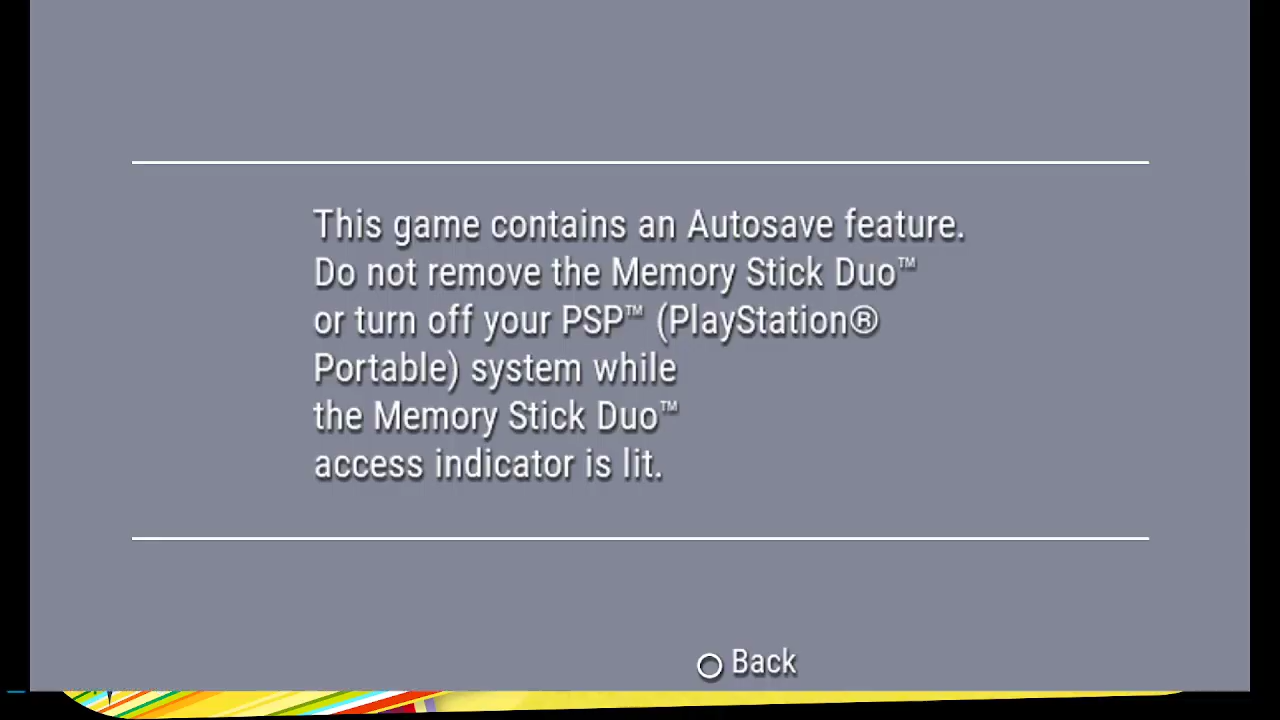 This game contains an Autosave feature.
Do not remove the Memory Stick Duo™
or turn off your PSP™ (PlayStation®
Portable) system while
the Memory Stick Duo™
access indicator is lit.
Back